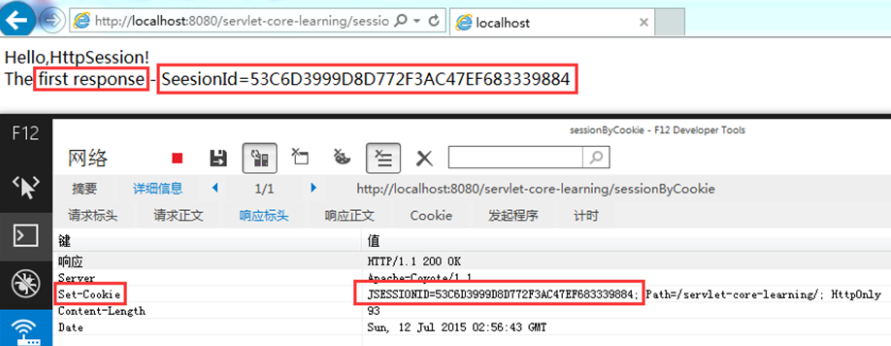 http://localhost:8080/servlet-core-learning/sessio
localhost
Hello,HttpSession!
The first response - SeesionId=53C6D3999D8D772F3AC47EF683339884
F12
sessionByCookie - F12 Developer Tools
网络
摘要 详细信息 1/1 http://localhost:8080/servlet-core-learning/sessionByCookie
请求标头 请求正文 响应标头 响应正文 Cookie 发起程序 计时
键 值
响应 HTTP/1.1 200 OK
Server Apache-Coyote/1.1
Set-Cookie JSESSIONID=53C6D3999D8D772F3AC47EF683339884; Path=/servlet-core-learning/; HttpOnly
Content-Length 93
Date Sun, 12 Jul 2015 02:56:43 GMT